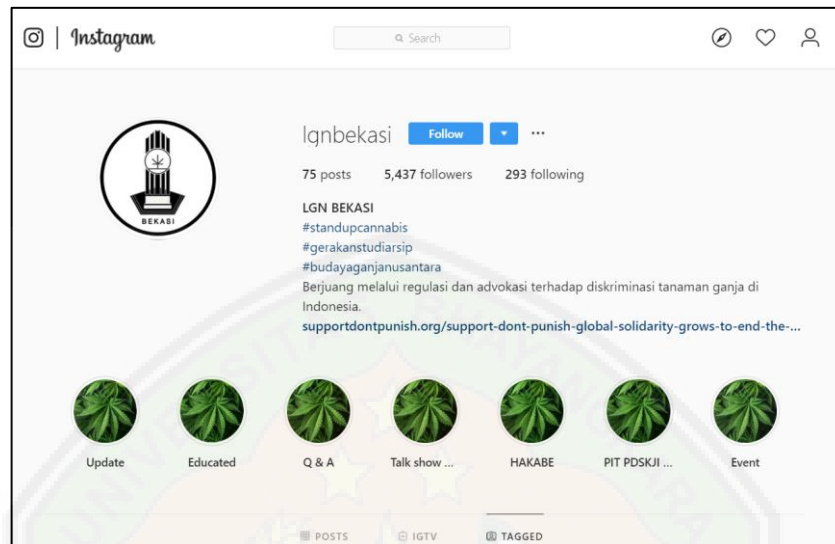 Instagram
Search
BEKASI
lgnbekasi Follow
75 posts 5,437 followers 293 following
LGN BEKASI
#standupcannabis
#gerakanstudiarsip
#budayaganjanusantara
Berjuang melalui regulasi dan advokasi terhadap diskriminasi tanaman ganja di
Indonesia.
supportdontpunish.org/support-dont-punish-global-solidarity-grows-to-end-the-...
Update Educated Q & A Talk show ... HAKABE PIT PDSKJI ... Event
UNIVERSITAS BHAYANGKARA
POSTS IGTV TAGGED